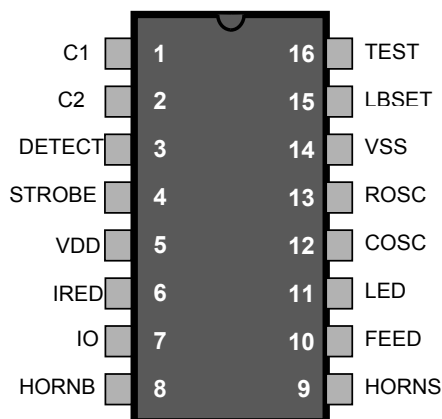 C1 1 16 TEST
C2 2 15 LBSET
DETECT 3 14 VSS
STROBE 4 13 ROSC
VDD 5 12 COSC
IRED 6 11 LED
IO 7 10 FEED
HORNB 8 9 HORNS